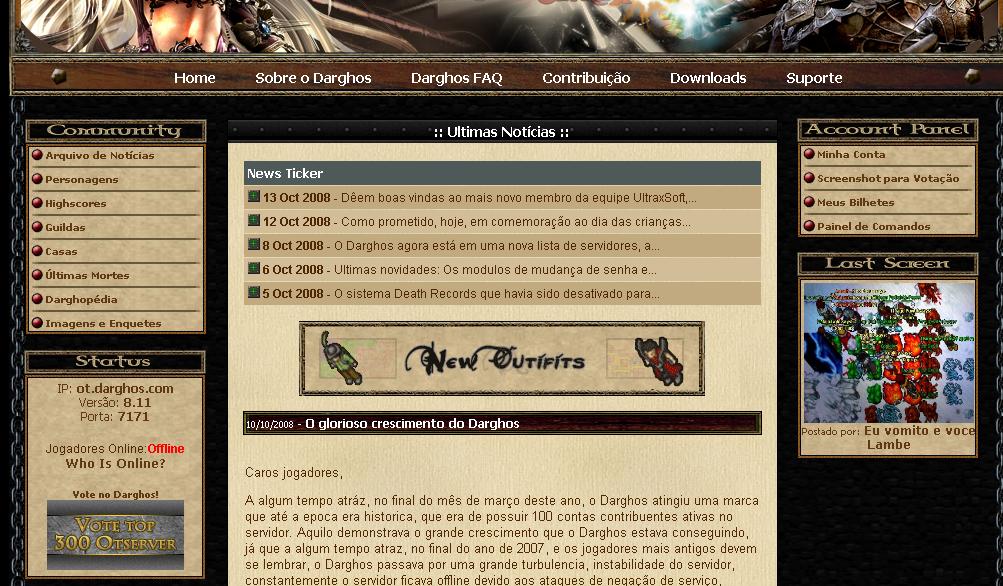 Home Sobre o Darghos Darghos FAQ Contribuição Downloads Suporte
Community
Arquivo de Notícias
Personagens
Highscores
Guildas
Casas
Últimas Mortes
Darghopédia
Imagens e Enquetes
Status
IP: ot.darghos.com
Versão: 8.11
Porta: 7171
Jogadores Online:Offline
Who Is Online?
Vote no Darghos!
Vote top
300 Otserver
:: Ultimas Notícias ::
News Ticker
13 Oct 2008 - Dêem boas vindas ao mais novo membro da equipe UltraxSoft,...
12 Oct 2008 - Como prometido, hoje, em comemoração ao dia das crianças...
8 Oct 2008 - O Darghos agora está em uma nova lista de servidores, a...
6 Oct 2008 - Ultimas novidades: Os modulos de mudança de senha e...
5 Oct 2008 - O sistema Death Records que havia sido desativado para...
New Outifits
10/10/2008 - O glorioso crescimento do Darghos
Caros jogadores,
A algum tempo atráz, no final do mês de março deste ano, o Darghos atingiu uma marca
que até a epoca era historica, que era de possuir 100 contas contribuentes ativas no
servidor. Aquilo demonstrava o grande crescimento que o Darghos estava conseguindo,
já que a algum tempo atraz, no final do ano de 2007, e os jogadores mais antigos devem
se lembrar, o Darghos passava por uma grande turbulencia, instabilidade do servidor,
constantemente o servidor ficava offline devido aos ataques de negação de serviço,
Account Panel
Minha Conta
Screenshot para Votação
Meus Bilhetes
Painel de Comandos
Last Screen
Postado por: Eu vomito e voce
Lambe